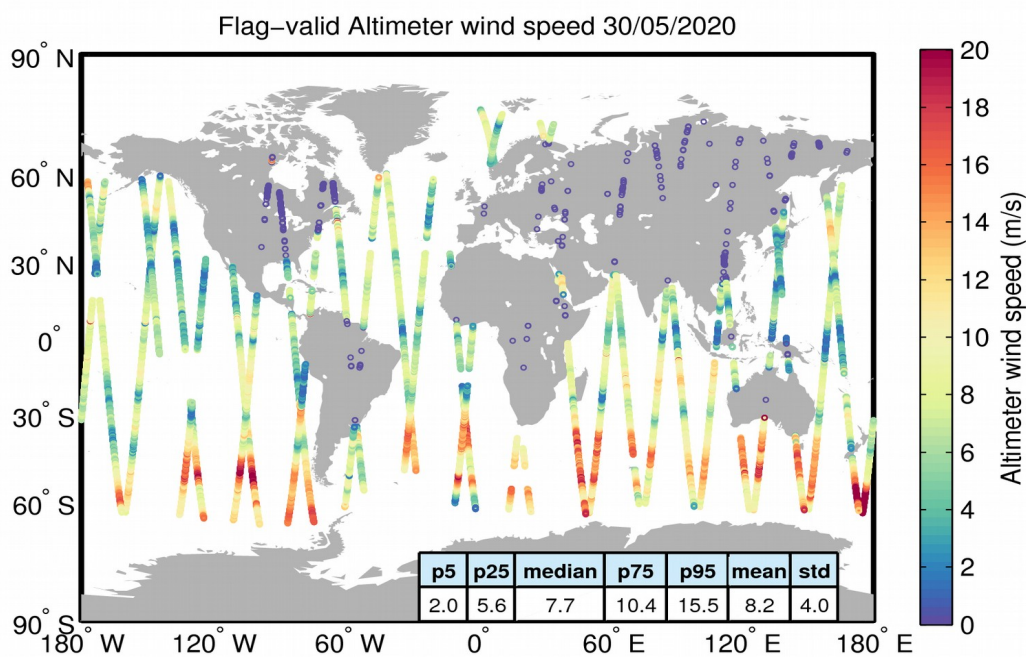 Flag−valid Altimeter wind speed 30/05/2020
90° N
60° N
30° N
0°
30° S
60° S
90° S
180° W
120° W
60° W
0°
60° E
120° E
180° E
p5 p25 median p75 p95 mean std
2.0 5.6 7.7 10.4 15.5 8.2 4.0
20
18
16
14
12
10
8
6
4
2
0
Altimeter wind speed (m/s)